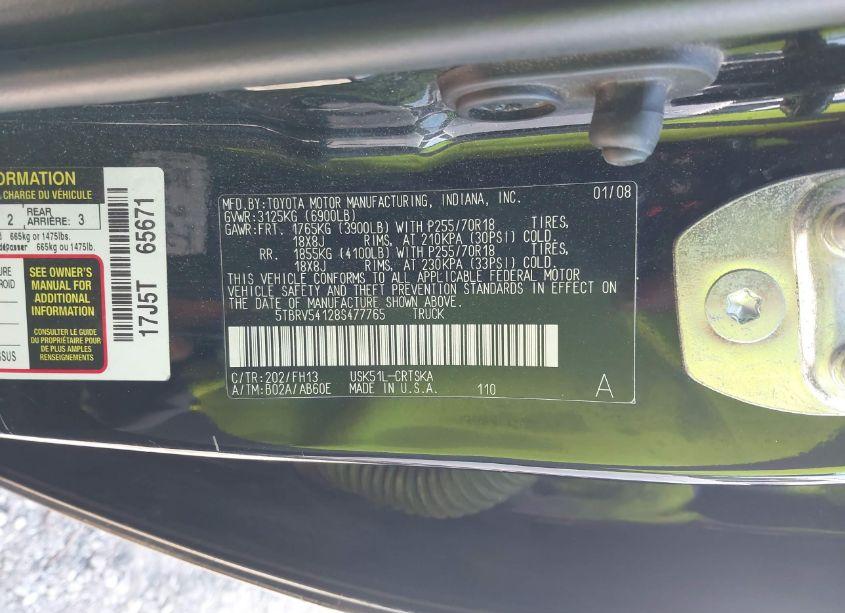 ORMATION
CHARGE DU VÉHICULE
2 REAR ARRIÈRE: 3
665kg or 1475lbs.
665kg ou 1475lb.
SEE OWNER'S
MANUAL FOR
ADDITIONAL
INFORMATION
CONSULTER LE GUIDE
DU PROPRIÉTAIRE POUR
DE PLUS AMPLES
RENSEIGNEMENTS
17J5T 65671
MFD.BY:TOYOTA MOTOR MANUFACTURING, INDIANA, INC. 01/08
GVWR:3125KG (6900LB)
GAWR:FRT. 1765KG (3900LB) WITH P255/70R18 TIRES,
18X8J RIMS, AT 210KPA (30PSI) COLD.
RR. 1855KG (4100LB) WITH P255/70R18 TIRES,
18X8J RIMS, AT 230KPA (33PSI) COLD.
THIS VEHICLE CONFORMS TO ALL APPLICABLE FEDERAL MOTOR
VEHICLE SAFETY AND THEFT PREVENTION STANDARDS IN EFFECT ON
THE DATE OF MANUFACTURE SHOWN ABOVE.
5TBRV54128S477765 TRUCK
C/TR:202/FH13 USK51L-CRTSKA
A/TM:B02A/AB60E MADE IN U.S.A. 110 A